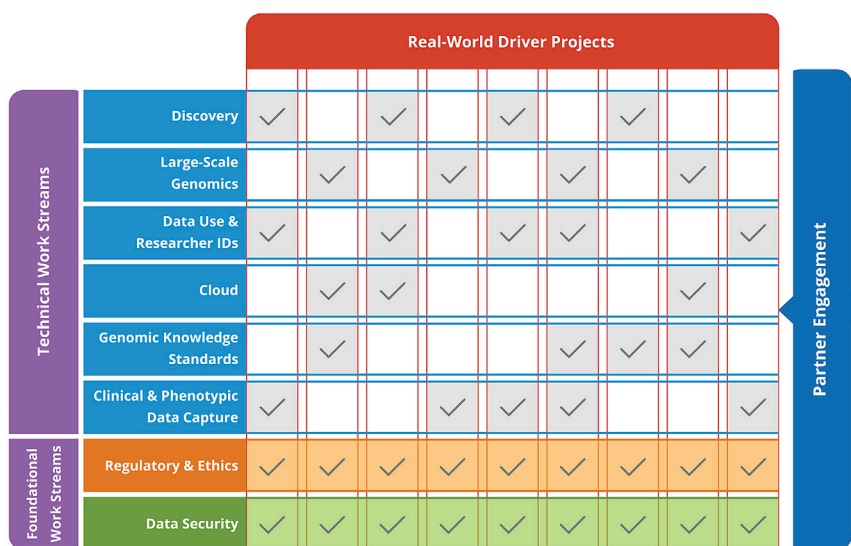 Real-World Driver Projects
Technical Work Streams
Discovery
Large-Scale
Genomics
Data Use &
Researcher IDs
Cloud
Genomic Knowledge
Standards
Clinical & Phenotypic
Data Capture
Foundational
Work Streams
Regulatory & Ethics
Data Security
Partner Engagement